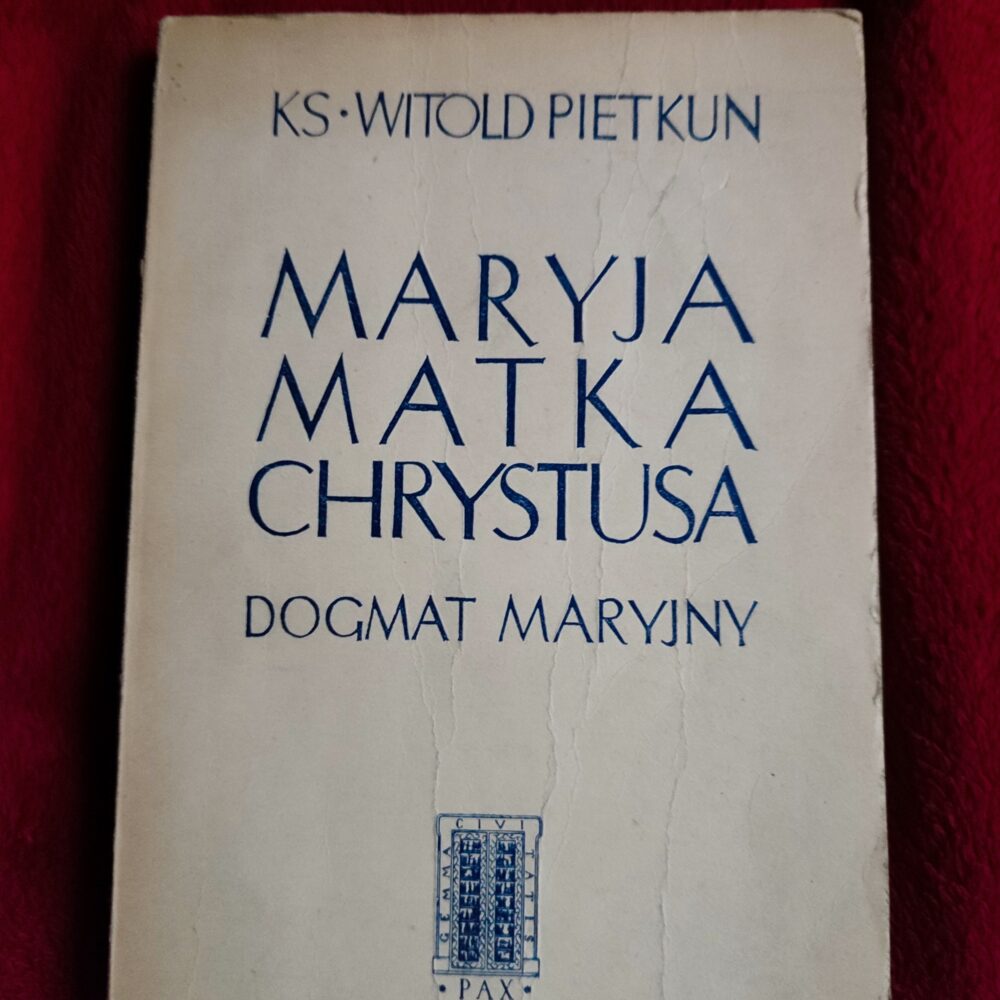 KS·WITOLD PIETKUN
MARYJA
MATKA
CHRYSTUSA
DOGMAT MARYJNY
GEMMA CIVITATIS
·PAX·